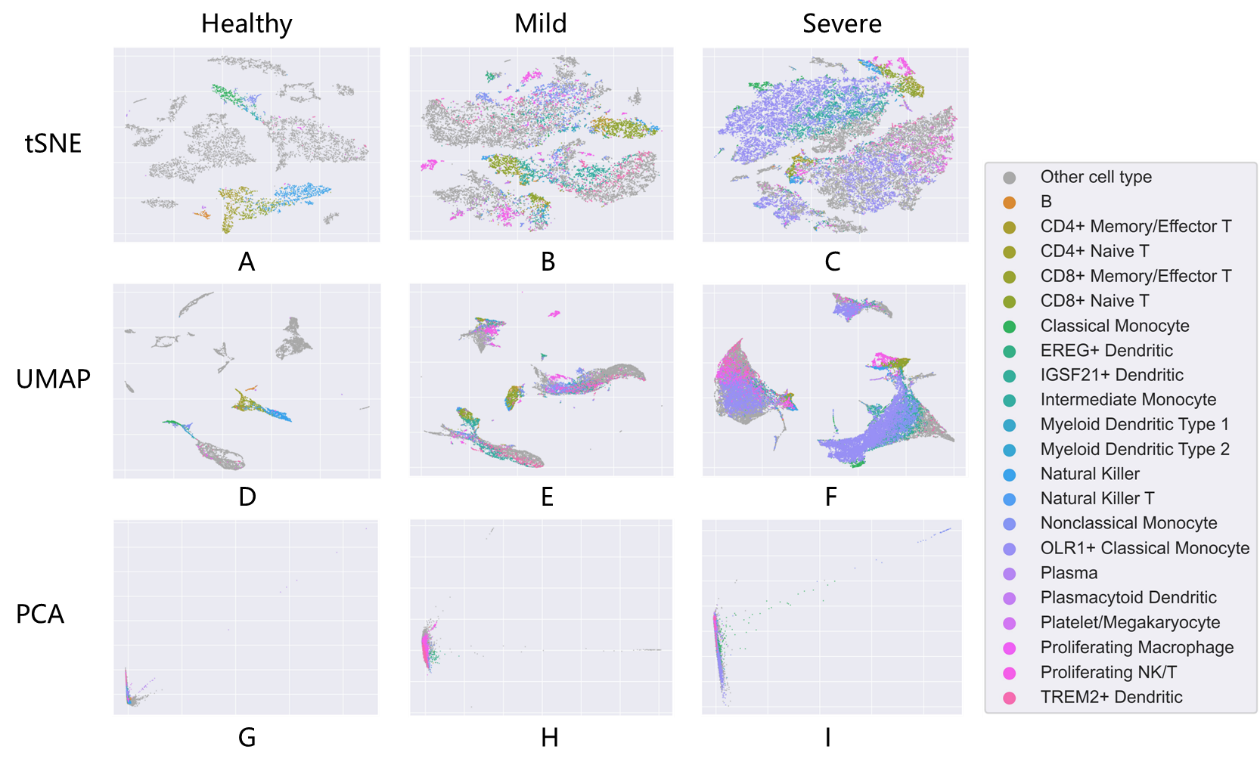 Healthy Mild Severe
tSNE
A B C
UMAP
D E F
PCA
G H I
Other cell type
B
CD4+ Memory/Effector T
CD4+ Naive T
CD8+ Memory/Effector T
CD8+ Naive T
Classical Monocyte
EREG+ Dendritic
IGSF21+ Dendritic
Intermediate Monocyte
Myeloid Dendritic Type 1
Myeloid Dendritic Type 2
Natural Killer
Natural Killer T
Nonclassical Monocyte
OLR1+ Classical Monocyte
Plasma
Plasmacytoid Dendritic
Platelet/Megakaryocyte
Proliferating Macrophage
Proliferating NK/T
TREM2+ Dendritic